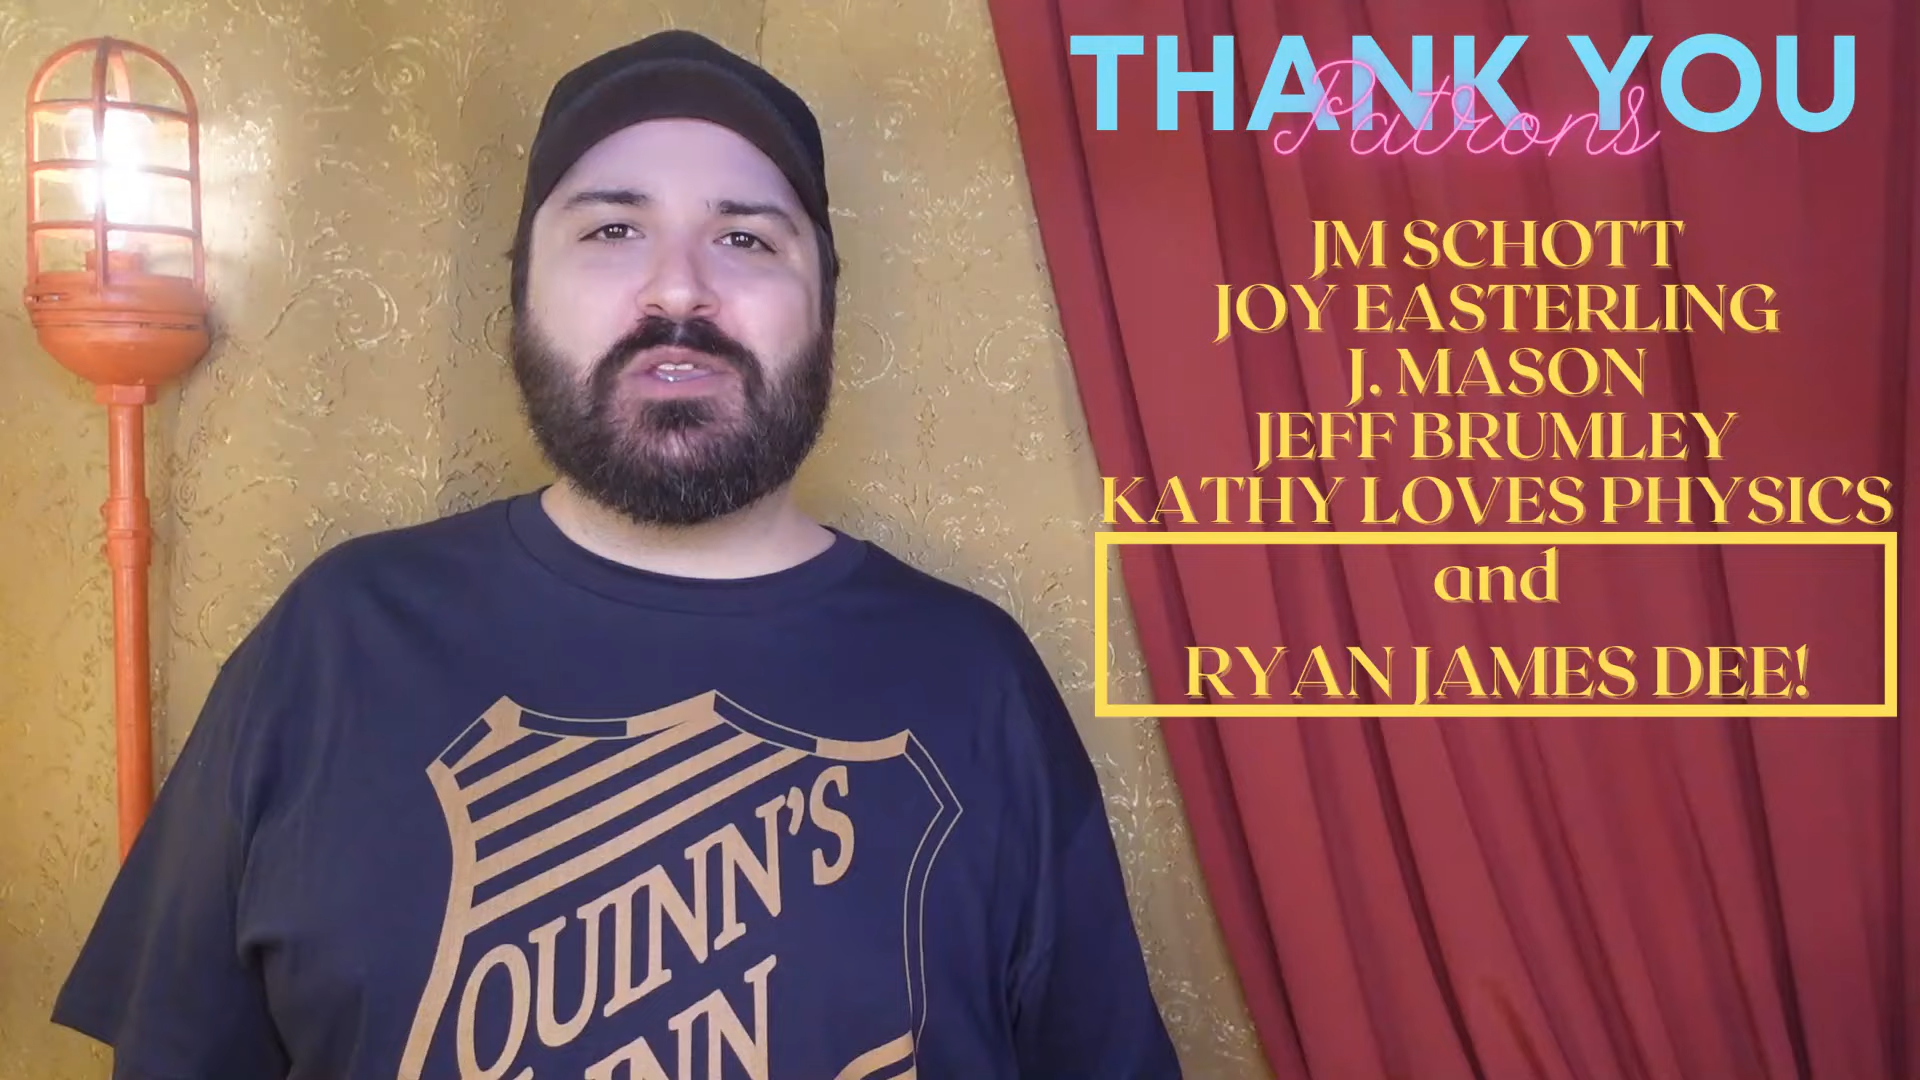 THANK YOU
Patrons
JM SCHOTT
JOY EASTERLING
J. MASON
JEFF BRUMLEY
KATHY LOVES PHYSICS
and
RYAN JAMES DEE!
QUINN'S